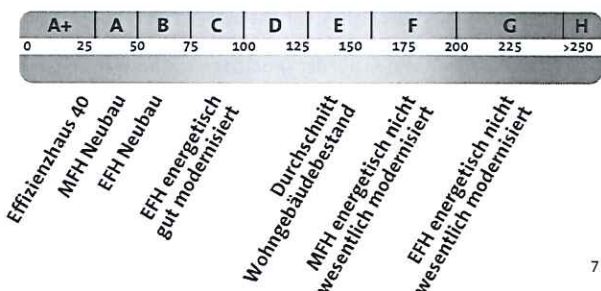 A+ A B C D E F G H
0 25 50 75 100 125 150 175 200 225 >250
Effizienzhaus 40
MFH Neubau
EFH Neubau
EFH energetisch
gut modernisiert
Durchschnitt
Wohngebäudebestand
MFH energetisch nicht
wesentlich modernisiert
EFH energetisch nicht
wesentlich modernisiert
7